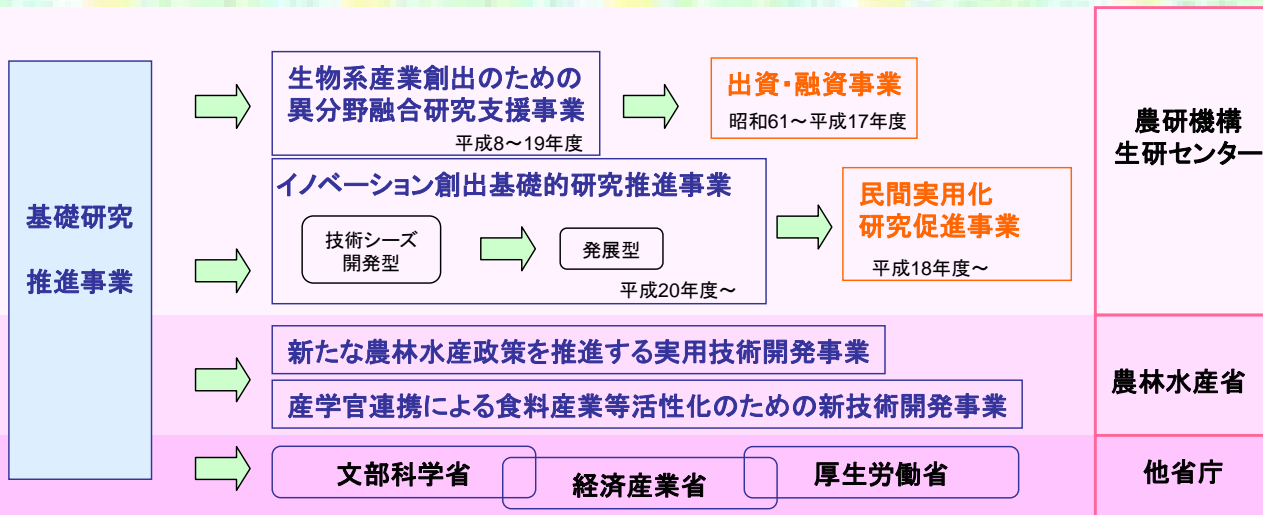 基礎研究
推進事業
生物系産業創出のための
異分野融合研究支援事業
平成8～19年度
出資・融資事業
昭和61～平成17年度
イノベーション創出基礎的研究推進事業
技術シーズ
開発型
発展型
平成20年度～
民間実用化
研究促進事業
平成18年度～
農研機構
生研センター
新たな農林水産政策を推進する実用技術開発事業
産学官連携による食料産業等活性化のための新技術開発事業
農林水産省
文部科学省
経済産業省
厚生労働省
他省庁